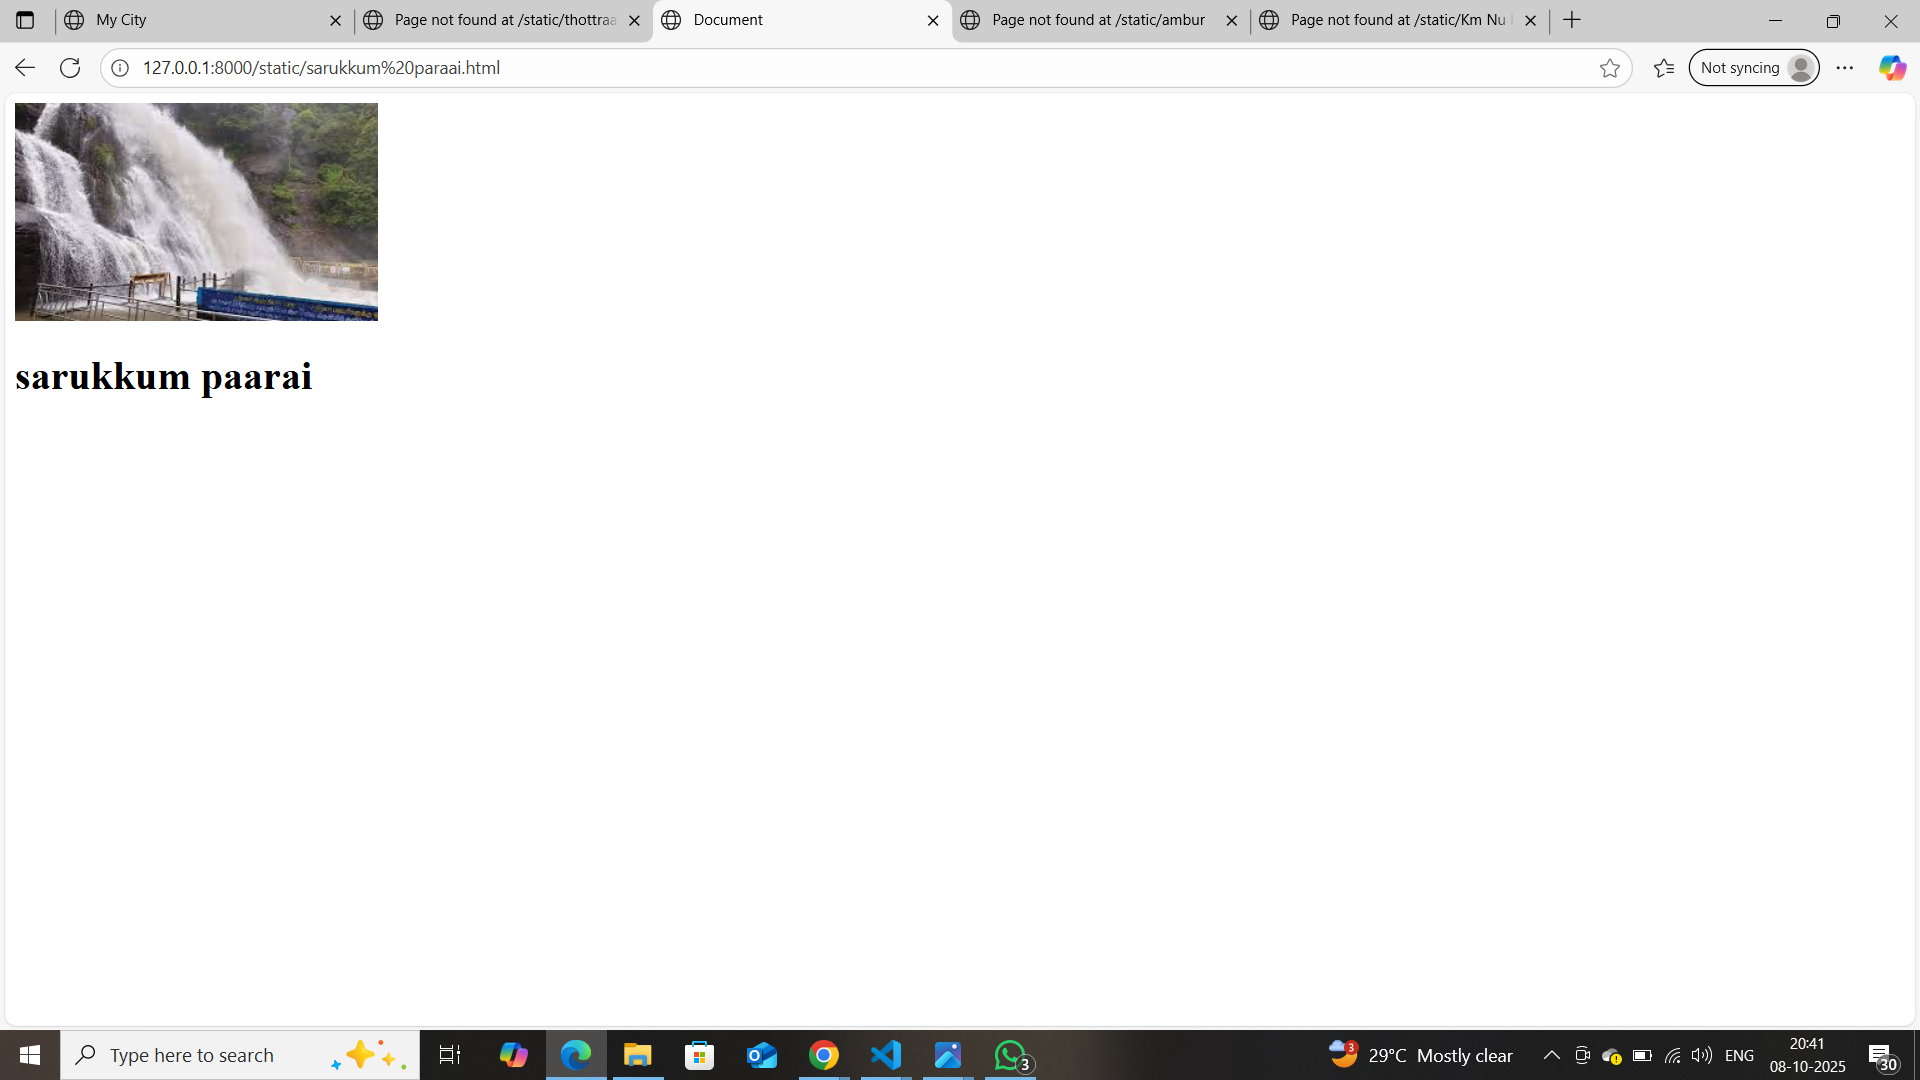 My City
Page not found at /static/thottraa
Document
Page not found at /static/ambur
Page not found at /static/Km Nu
127.0.0.1:8000/static/sarukkum%20paraai.html
Not syncing
sarukkum paarai
Type here to search
3
3
29°C Mostly clear
ENG
20:41
08-10-2025
30